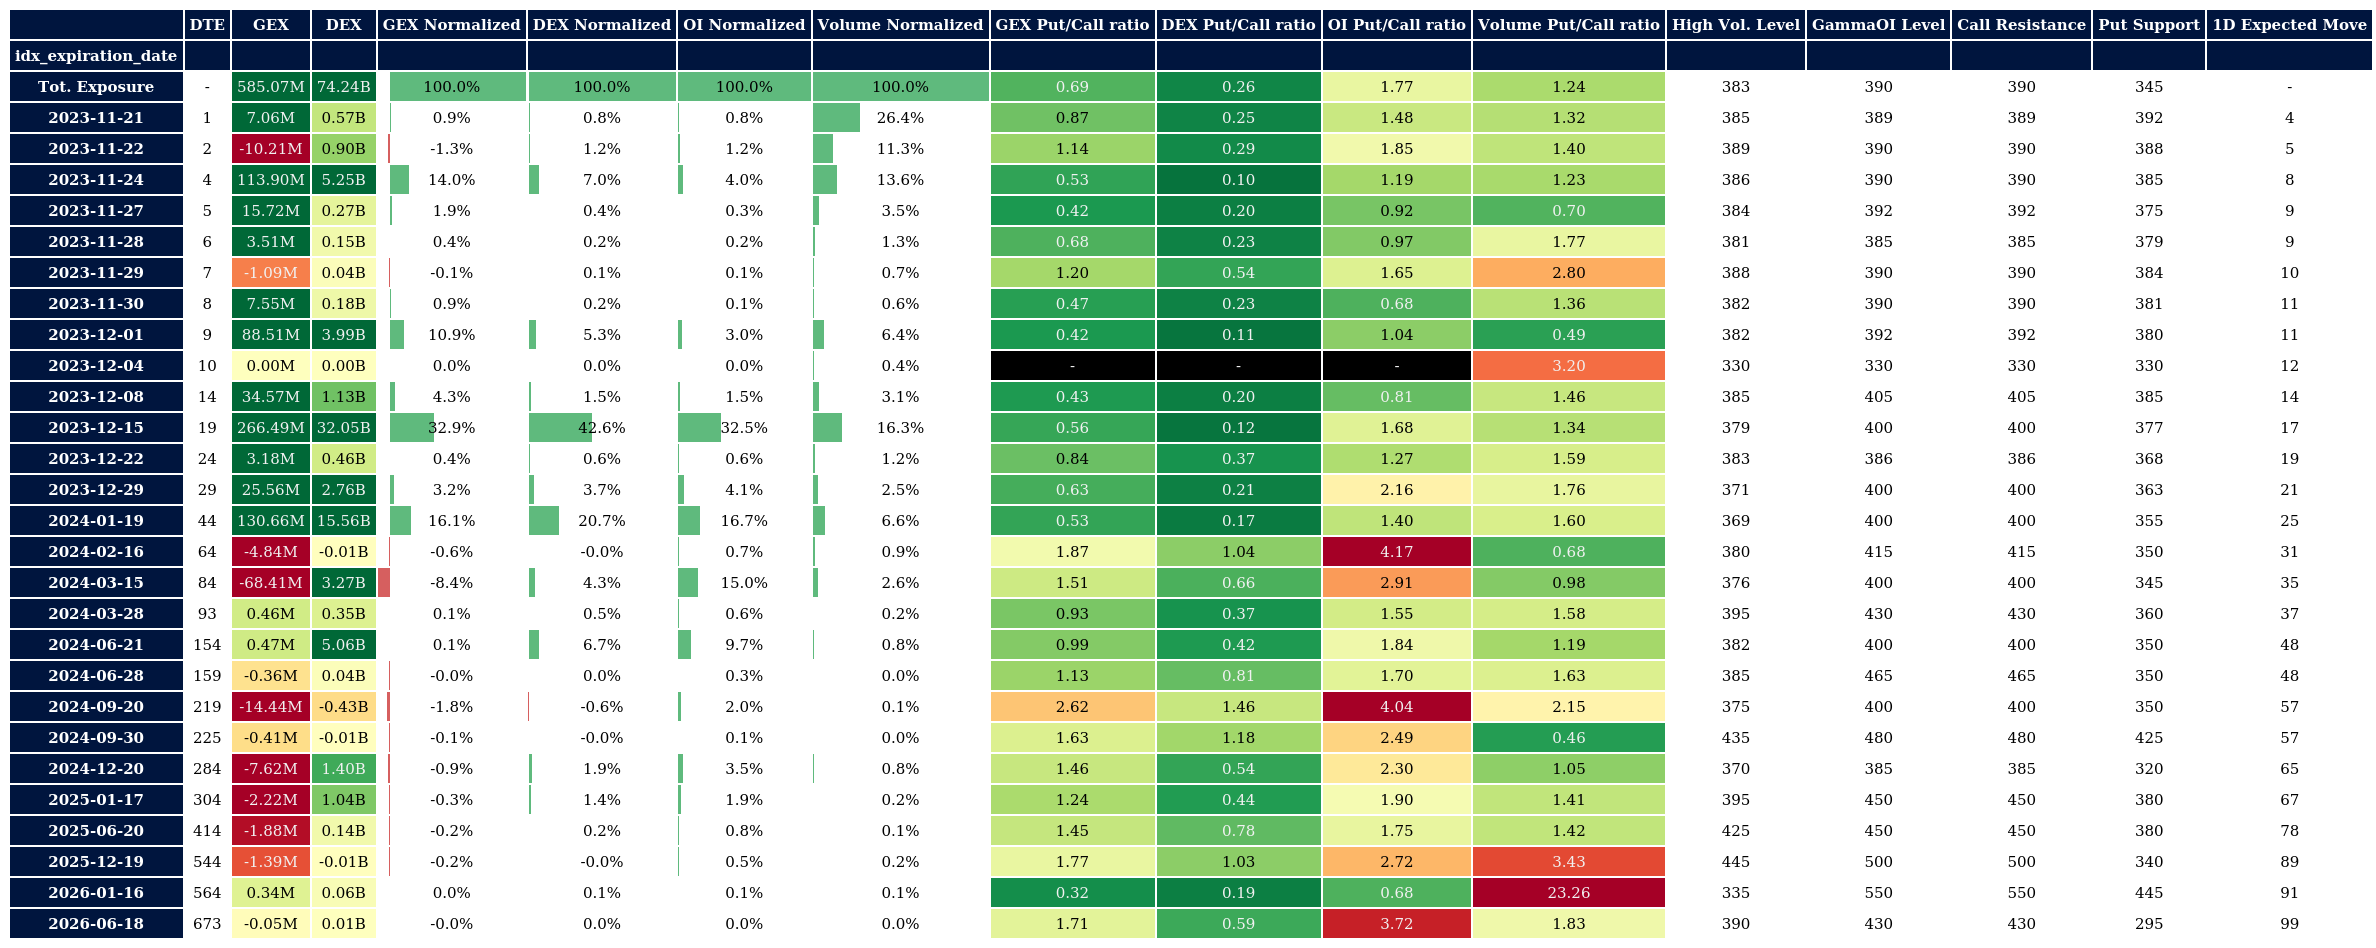 DTE GEX DEX GEX Normalized DEX Normalized OI Normalized Volume Normalized GEX Put/Call ratio DEX Put/Call ratio OI Put/Call ratio Volume Put/Call ratio High Vol. Level GammaOI Level Call Resistance Put Support 1D Expected Move
idx_expiration_date
Tot. Exposure - 585.07M 74.24B 100.0% 100.0% 100.0% 100.0% 0.69 0.26 1.77 1.24 383 390 390 345 -
2023-11-21 1 7.06M 0.57B 0.9% 0.8% 0.8% 26.4% 0.87 0.25 1.48 1.32 385 389 389 392 4
2023-11-22 2 -10.21M 0.90B -1.3% 1.2% 1.2% 11.3% 1.14 0.29 1.85 1.40 389 390 390 388 5
2023-11-24 4 113.90M 5.25B 14.0% 7.0% 4.0% 13.6% 0.53 0.10 1.19 1.23 386 390 390 385 8
2023-11-27 5 15.72M 0.27B 1.9% 0.4% 0.3% 3.5% 0.42 0.20 0.92 0.70 384 392 392 375 9
2023-11-28 6 3.51M 0.15B 0.4% 0.2% 0.2% 1.3% 0.68 0.23 0.97 1.77 381 385 385 379 9
2023-11-29 7 -1.09M 0.04B -0.1% 0.1% 0.1% 0.7% 1.20 0.54 1.65 2.80 388 390 390 384 10
2023-11-30 8 7.55M 0.18B 0.9% 0.2% 0.1% 0.6% 0.47 0.23 0.68 1.36 382 390 390 381 11
2023-12-01 9 88.51M 3.99B 10.9% 5.3% 3.0% 6.4% 0.42 0.11 1.04 0.49 382 392 392 380 11
2023-12-04 10 0.00M 0.00B 0.0% 0.0% 0.0% 0.4% - - - 3.20 330 330 330 330 12
2023-12-08 14 34.57M 1.13B 4.3% 1.5% 1.5% 3.1% 0.43 0.20 0.81 1.46 385 405 405 385 14
2023-12-15 19 266.49M 32.05B 32.9% 42.6% 32.5% 16.3% 0.56 0.12 1.68 1.34 379 400 400 377 17
2023-12-22 24 3.18M 0.46B 0.4% 0.6% 0.6% 1.2% 0.84 0.37 1.27 1.59 383 386 386 368 19
2023-12-29 29 25.56M 2.76B 3.2% 3.7% 4.1% 2.5% 0.63 0.21 2.16 1.76 371 400 400 363 21
2024-01-19 44 130.66M 15.56B 16.1% 20.7% 16.7% 6.6% 0.53 0.17 1.40 1.60 369 400 400 355 25
2024-02-16 64 -4.84M -0.01B -0.6% -0.0% 0.7% 0.9% 1.87 1.04 4.17 0.68 380 415 415 350 31
2024-03-15 84 -68.41M 3.27B -8.4% 4.3% 15.0% 2.6% 1.51 0.66 2.91 0.98 376 400 400 345 35
2024-03-28 93 0.46M 0.35B 0.1% 0.5% 0.6% 0.2% 0.93 0.37 1.55 1.58 395 430 430 360 37
2024-06-21 154 0.47M 5.06B 0.1% 6.7% 9.7% 0.8% 0.99 0.42 1.84 1.19 382 400 400 350 48
2024-06-28 159 -0.36M 0.04B -0.0% 0.0% 0.3% 0.0% 1.13 0.81 1.70 1.63 385 465 465 350 48
2024-09-20 219 -14.44M -0.43B -1.8% -0.6% 2.0% 0.1% 2.62 1.46 4.04 2.15 375 400 400 350 57
2024-09-30 225 -0.41M -0.01B -0.1% -0.0% 0.1% 0.0% 1.63 1.18 2.49 0.46 435 480 480 425 57
2024-12-20 284 -7.62M 1.40B -0.9% 1.9% 3.5% 0.8% 1.46 0.54 2.30 1.05 370 385 385 320 65
2025-01-17 304 -2.22M 1.04B -0.3% 1.4% 1.9% 0.2% 1.24 0.44 1.90 1.41 395 450 450 380 67
2025-06-20 414 -1.88M 0.14B -0.2% 0.2% 0.8% 0.1% 1.45 0.78 1.75 1.42 425 450 450 380 78
2025-12-19 544 -1.39M -0.01B -0.2% -0.0% 0.5% 0.2% 1.77 1.03 2.72 3.43 445 500 500 340 89
2026-01-16 564 0.34M 0.06B 0.0% 0.1% 0.1% 0.1% 0.32 0.19 0.68 23.26 335 550 550 445 91
2026-06-18 673 -0.05M 0.01B -0.0% 0.0% 0.0% 0.0% 1.71 0.59 3.72 1.83 390 430 430 295 99